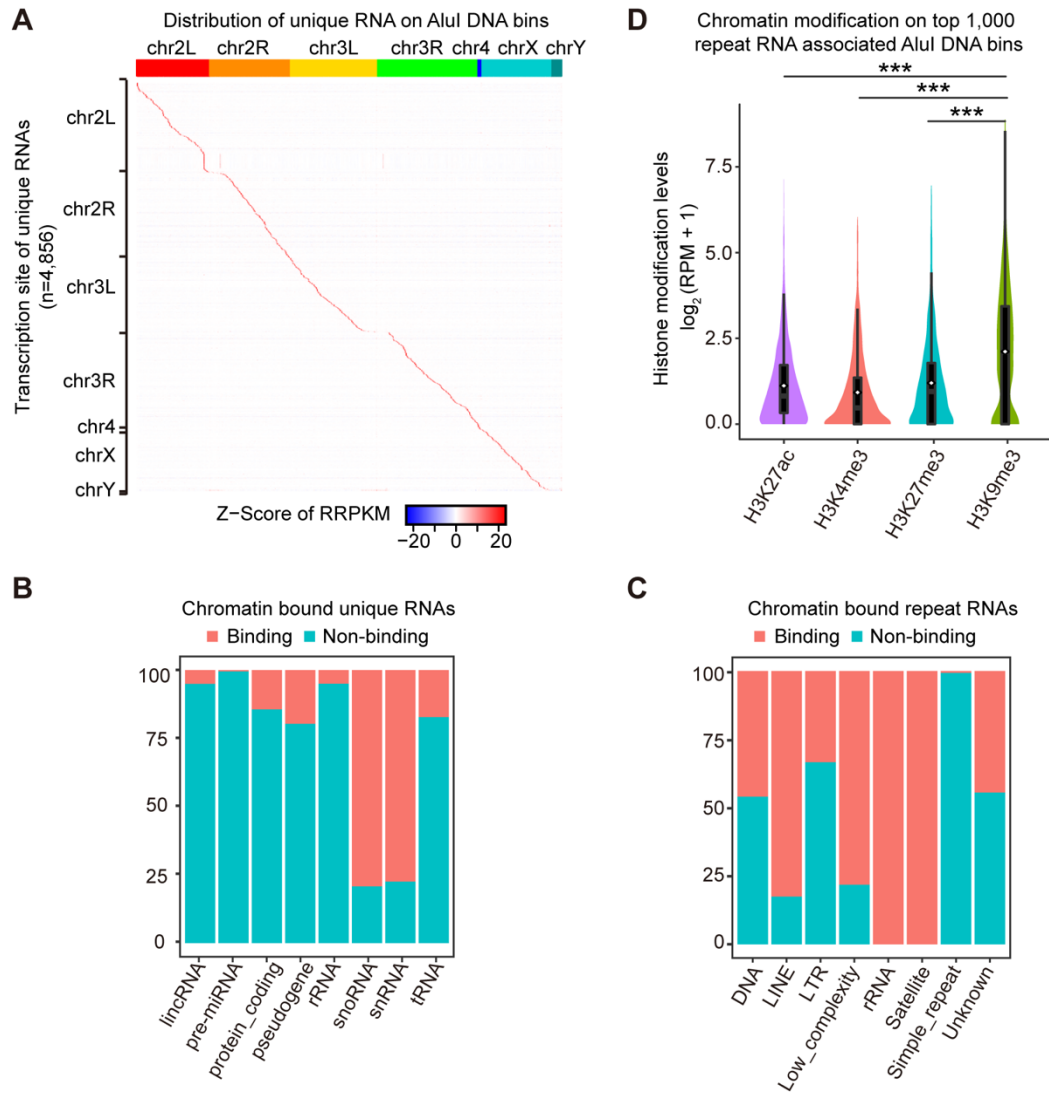 A
Distribution of unique RNA on AluI DNA bins
chr2L chr2R chr3L chr3R chr4 chrX chrY
Transcription site of unique RNAs
(n=4,856)
chr2L
chr2R
chr3L
chr3R
chr4
chrX
chrY
Z-Score of RRPKM
−20 0 20
D
Chromatin modification on top 1,000
repeat RNA associated AluI DNA bins
***
***
***
Histone modification levels
log2 (RPM + 1)
7.5
5.0
2.5
0.0
H3K27ac
H3K4me3
H3K27me3
H3K9me3
B
Chromatin bound unique RNAs
Binding Non-binding
100
75
50
25
0
lincRNA
pre-miRNA
protein_coding
pseudogene
rRNA
snoRNA
snRNA
tRNA
C
Chromatin bound repeat RNAs
Binding Non-binding
100
75
50
25
0
DNA
LINE
LTR
Low_complexity
rRNA
Satellite
Simple_repeat
Unknown